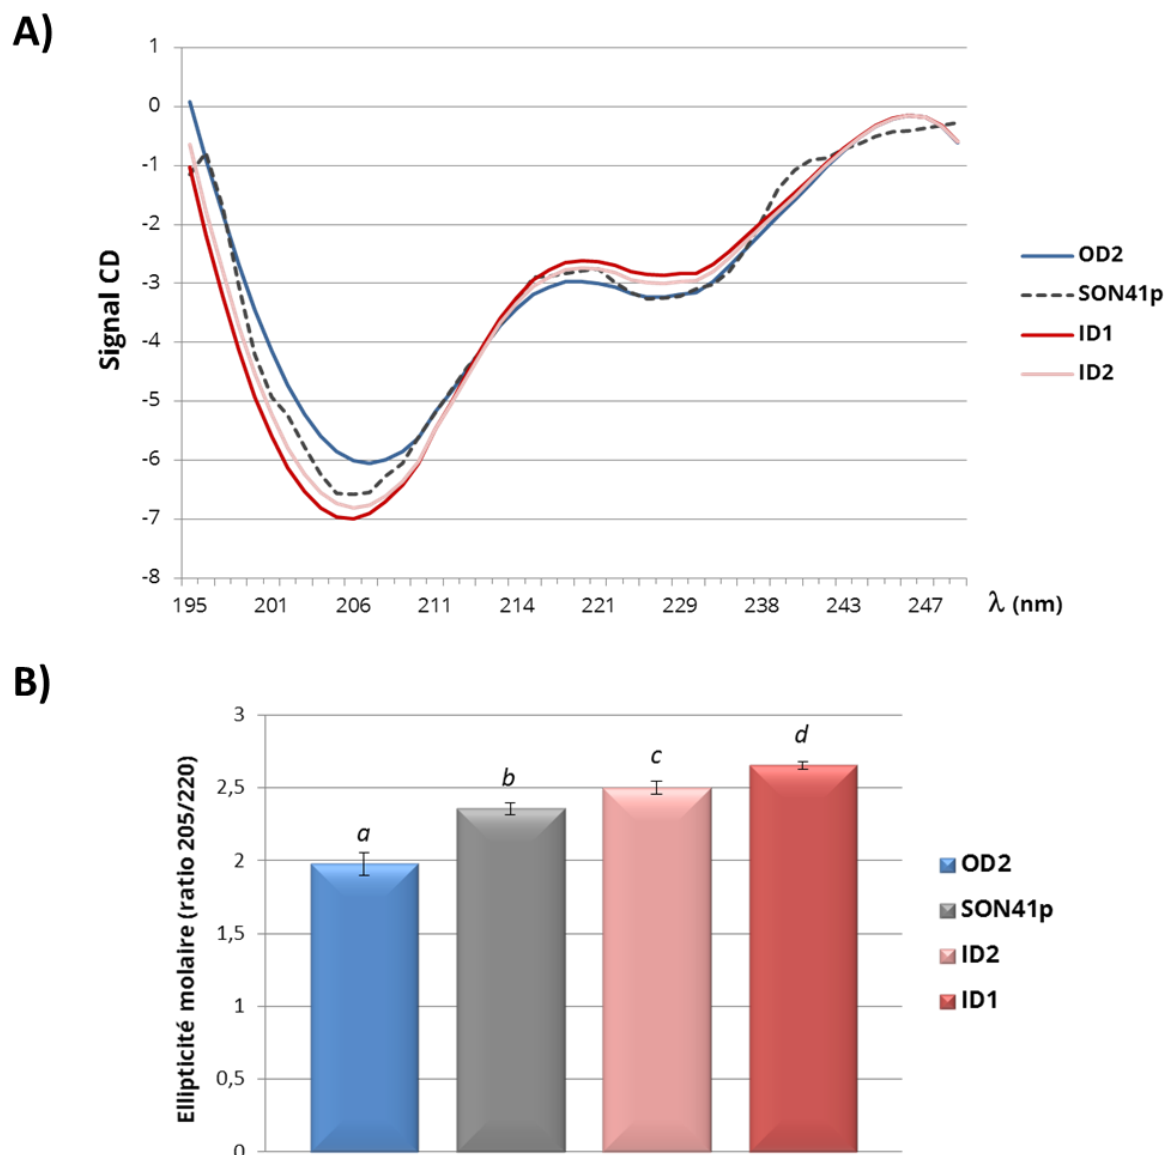 A)
1
0
-1
-2
-3
-4
-5
-6
-7
-8
Signal CD
195 201 206 211 214 221 229 238 243 247 λ (nm)
OD2
SON41p
ID1
ID2
B)
3
2,5
2
1,5
1
0,5
0
Ellipticité molaire (ratio 205/220)
a
b
c
d
OD2
SON41p
ID2
ID1